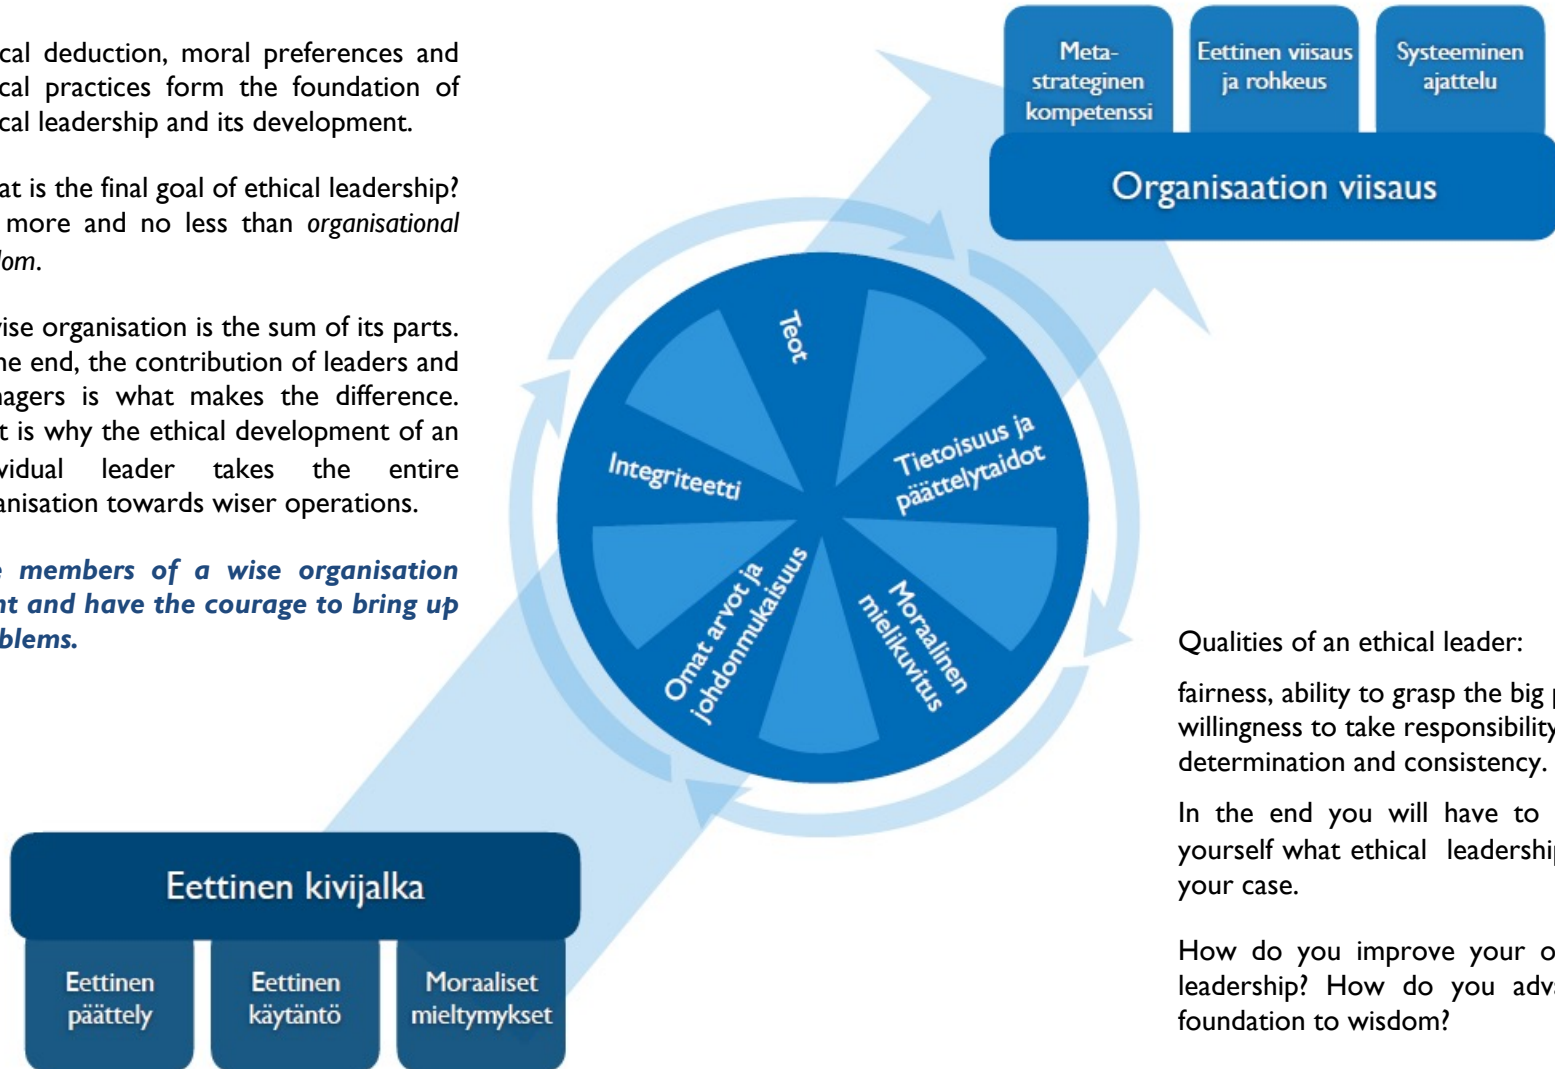 cal deduction, moral preferences and
cal practices form the foundation of
cal leadership and its development.
at is the final goal of ethical leadership?
more and no less than organisational
dom.
wise organisation is the sum of its parts.
he end, the contribution of leaders and
nagers is what makes the difference.
t is why the ethical development of an
vidual leader takes the entire
anisation towards wiser operations.
e members of a wise organisation
nt and have the courage to bring up
blems.
Meta-
strateginen
kompetenssi
Eettinen viisaus
ja rohkeus
Systeeminen
ajattelu
Organisaation viisaus
Teot
Tietoisuus ja
päättelytaidot
Moraalinen
mielikuvitus
Omat arvot ja
johdonmukaisuus
Integriteetti
Eettinen kivijalka
Eettinen
päättely
Eettinen
käytäntö
Moraaliset
mieltymykset
Qualities of an ethical leader:
fairness, ability to grasp the big
willingness to take responsibility
determination and consistency.
In the end you will have to
yourself what ethical leadership
your case.
How do you improve your o
leadership? How do you adv
foundation to wisdom?